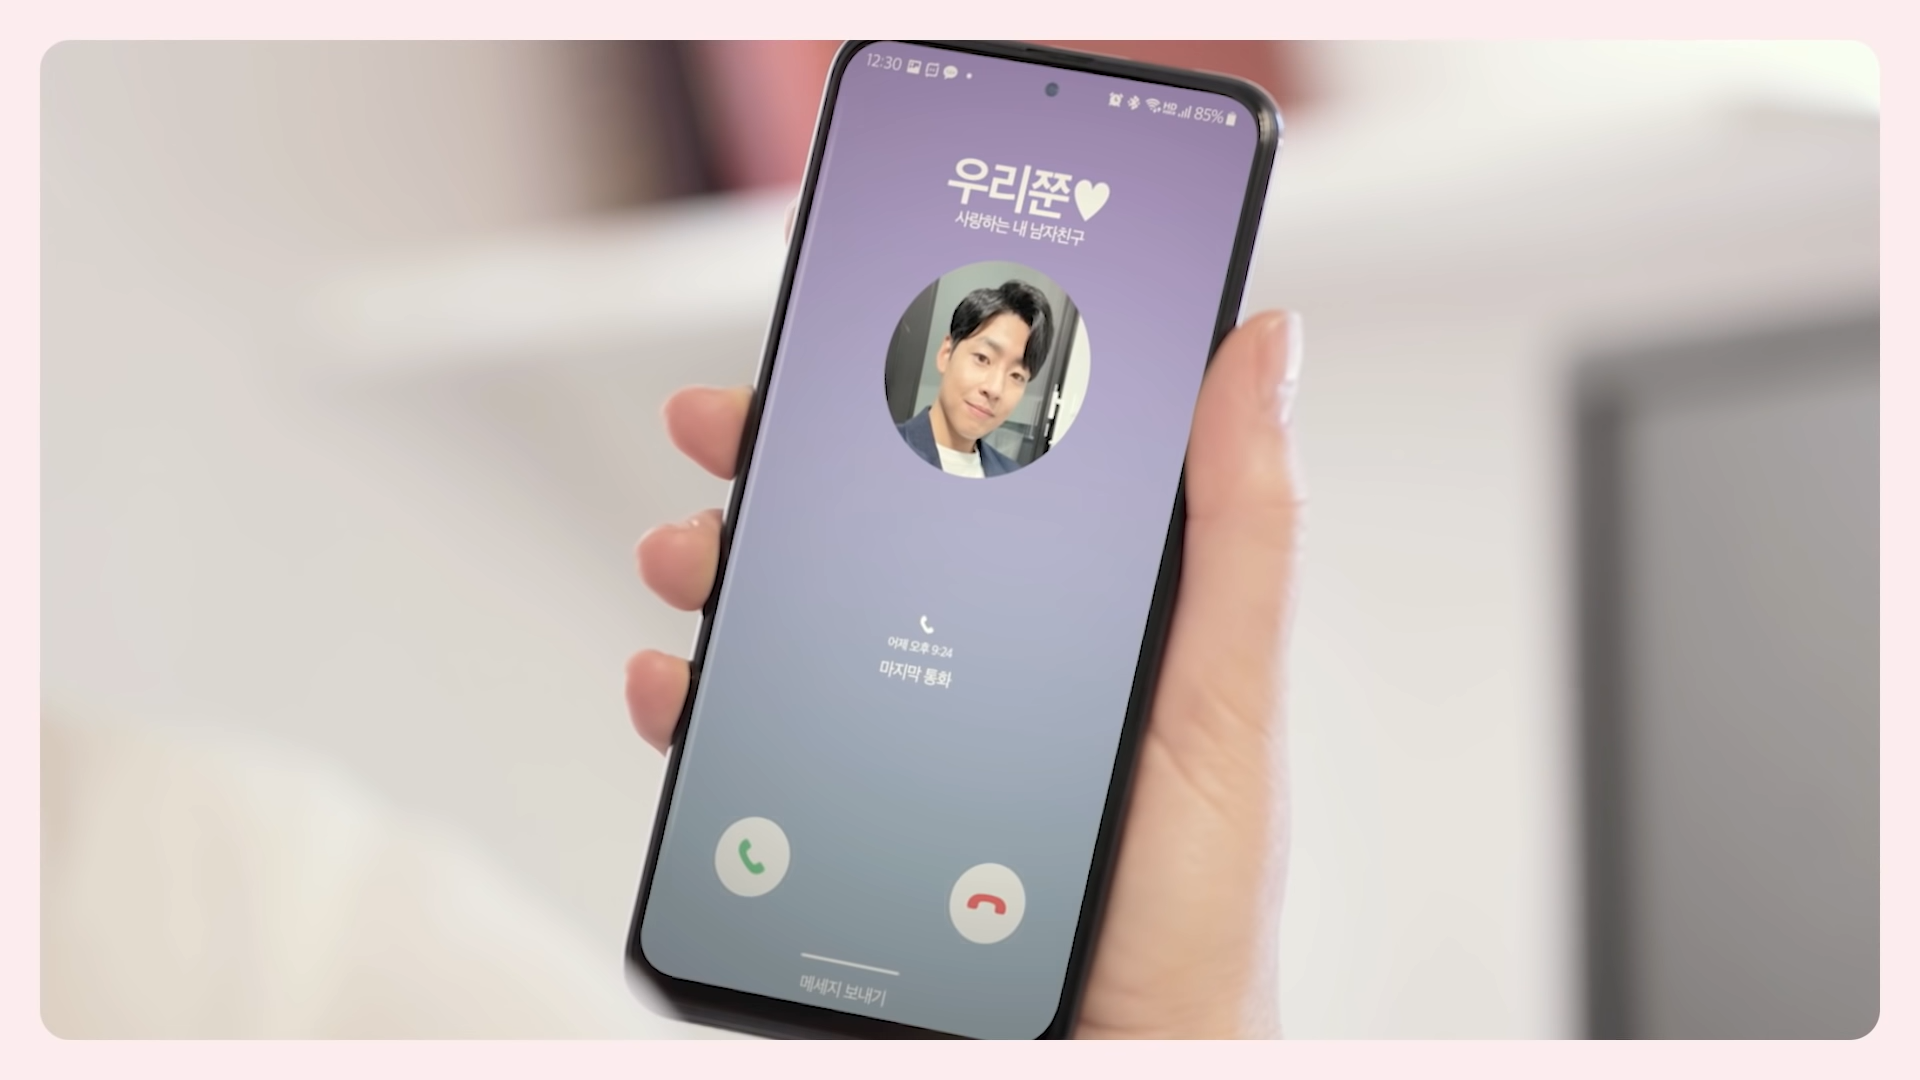 12:30
85%
우리쭌♥
사랑하는 내 남자친구
어제 오후 9:24
마지막 통화
메세지 보내기